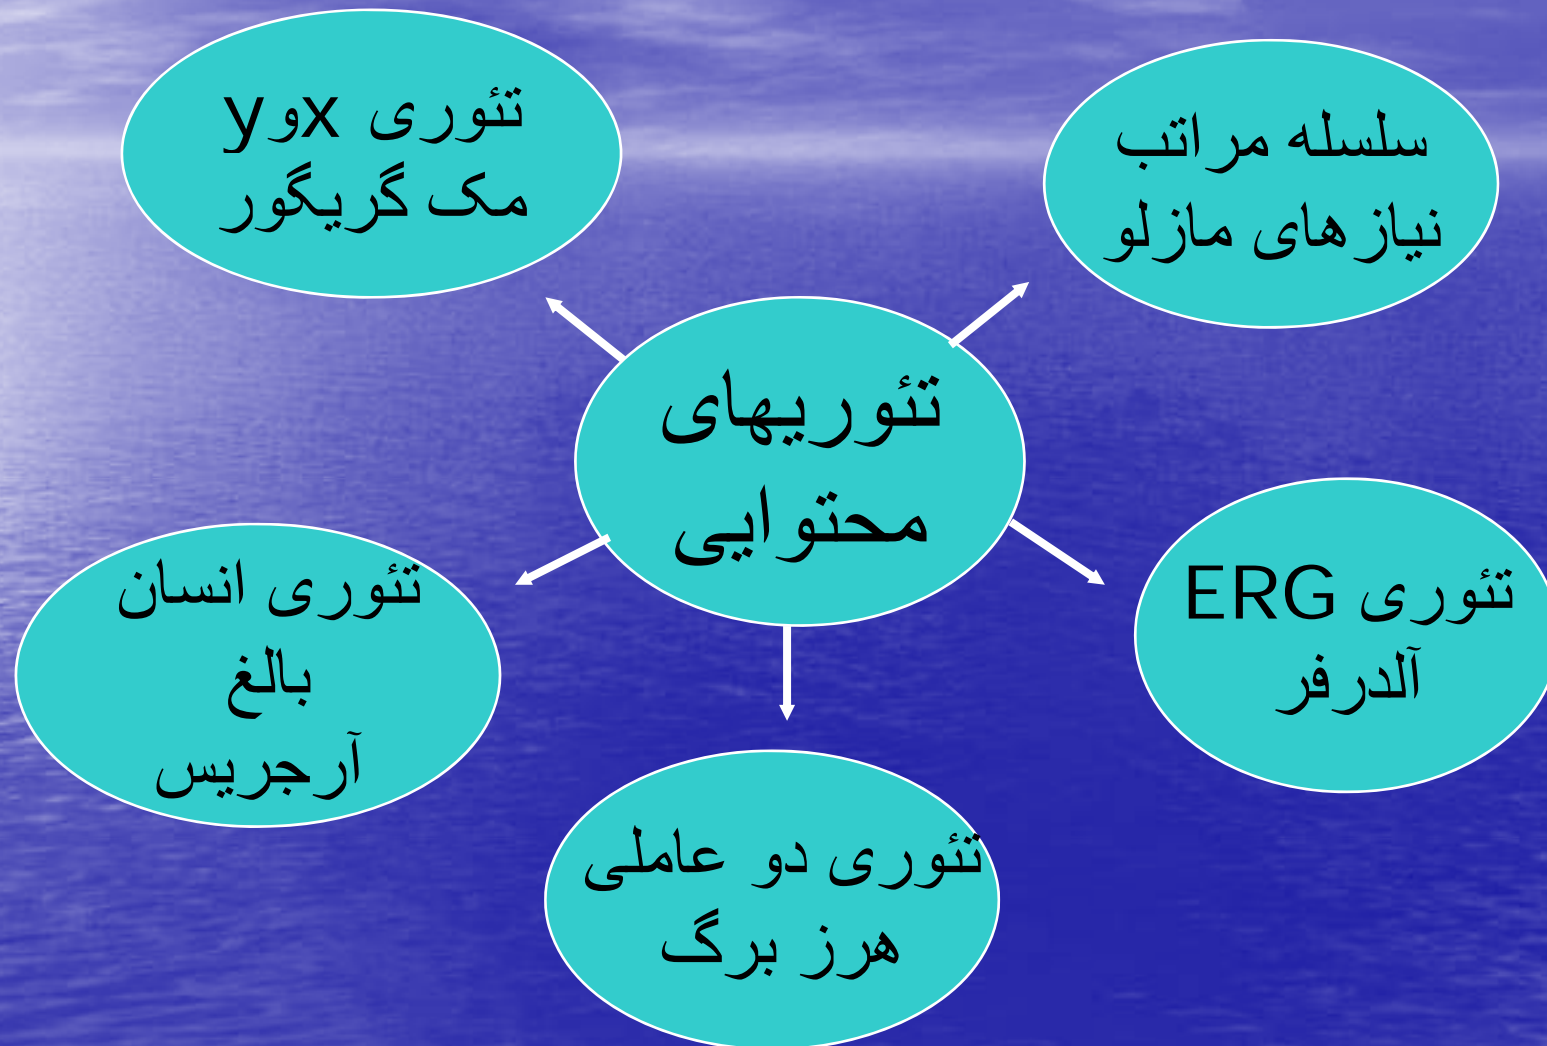 تئوریهای
محتوایی
سلسله مراتب
نیازهای مازلو
تئوری ERG
آلدرفر
تئوری دو عاملی
هرز برگ
تئوری انسان
بالغ
آرجریس
تئوری xوy
مک گریگور